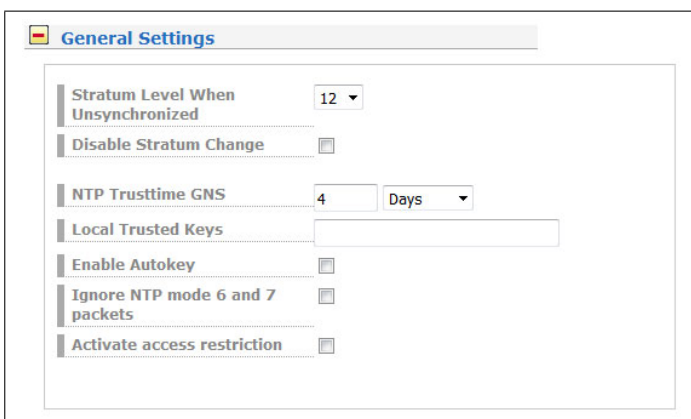 General Settings
Stratum Level When
Unsynchronized
12
Disable Stratum Change
NTP Trusttime GNS
4 Days
Local Trusted Keys
Enable Autokey
Ignore NTP mode 6 and 7
packets
Activate access restriction